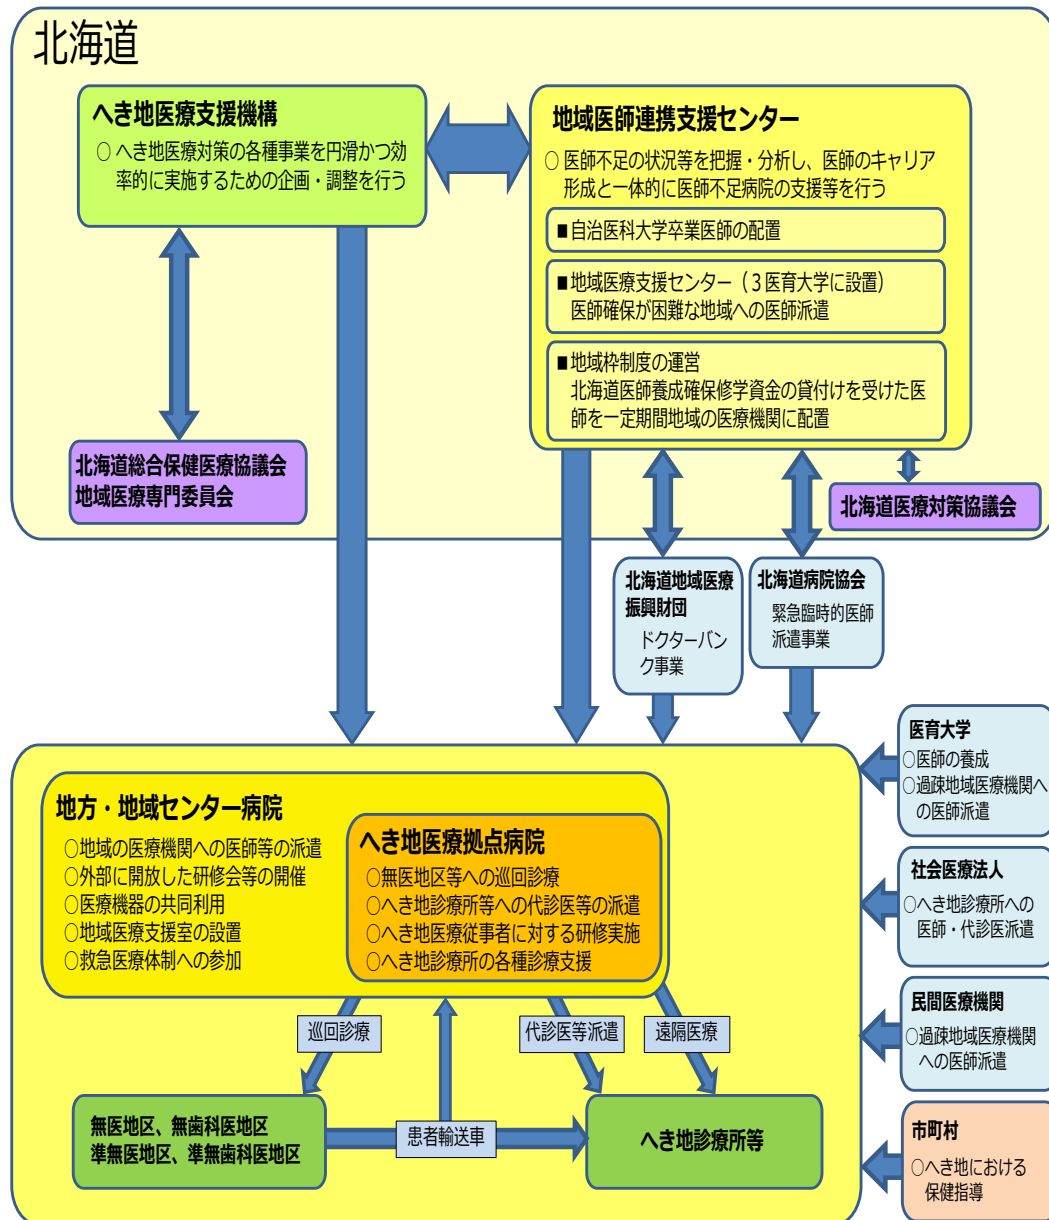 北海道
へき地医療支援機構
○ へき地医療対策の各種事業を円滑かつ効
率的に実施するための企画・調整を行う
地域医師連携支援センター
○ 医師不足の状況等を把握・分析し、医師のキャリア
形成と一体的に医師不足病院の支援等を行う
■自治医科大学卒業医師の配置
■地域医療支援センター（３医育大学に設置）
医師確保が困難な地域への医師派遣
■地域枠制度の運営
北海道医師養成確保修学資金の貸付けを受けた医
師を一定期間地域の医療機関に配置
北海道総合保健医療協議会
地域医療専門委員会
北海道医療対策協議会
北海道地域医療
振興財団
ドクターバン
ク事業
北海道病院協会
緊急臨時的医師
派遣事業
医育大学
○医師の養成
○過疎地域医療機関へ
の医師派遣
社会医療法人
○へき地診療所への
医師・代診医派遣
民間医療機関
○過疎地域医療機関
への医師派遣
市町村
○へき地における
保健指導
地方・地域センター病院
○地域の医療機関への医師等の派遣
○外部に開放した研修会等の開催
○医療機器の共同利用
○地域医療支援室の設置
○救急医療体制への参加
へき地医療拠点病院
○無医地区等への巡回診療
○へき地診療所等への代診医等の派遣
○へき地医療従事者に対する研修実施
○へき地診療所の各種診療支援
巡回診療
代診医等派遣
遠隔医療
無医地区、無歯科医地区
準無医地区、準無歯科医地区
患者輸送車
へき地診療所等